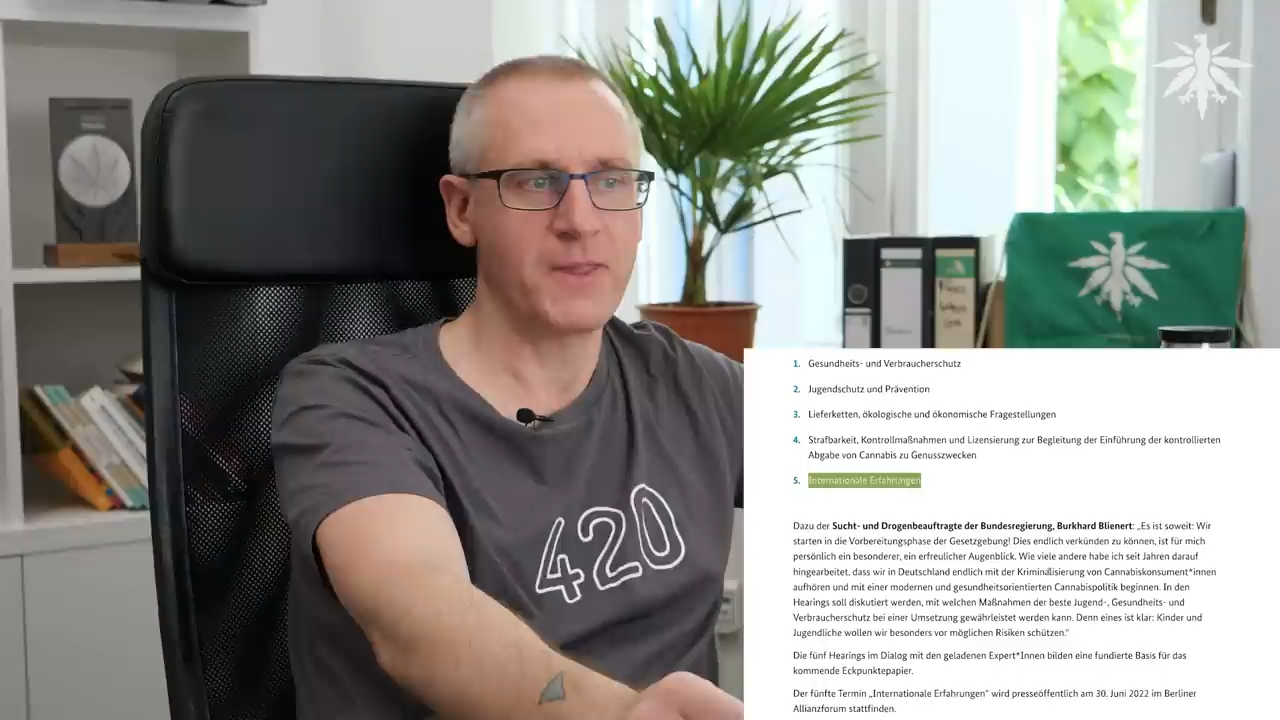 420
1. Gesundheits- und Verbraucherschutz
2. Jugendschutz und Prävention
3. Lieferketten, ökologische und ökonomische Fragestellungen
4. Strafbarkeit, Kontrollmaßnahmen und Lizensierung zur Begleitung der Einführung der kontrollierten
Abgabe von Cannabis zu Genusszwecken
5. Internationale Erfahrungen
Dazu der Sucht- und Drogenbeauftragte der Bundesregierung, Burkhard Blienert: „Es ist soweit: Wir
starten in die Vorbereitungsphase der Gesetzgebung! Dies endlich verkünden zu können, ist für mich
persönlich ein besonderer, ein erfreulicher Augenblick. Wie viele andere habe ich seit Jahren darauf
hingearbeitet, dass wir in Deutschland endlich mit der Kriminalisierung von Cannabiskonsument*innen
aufhören und mit einer modernen und gesundheitsorientierten Cannabispolitik beginnen. In den
Hearings soll diskutiert werden, mit welchen Maßnahmen der beste Jugend-, Gesundheits- und
Verbraucherschutz bei einer Umsetzung gewährleistet werden kann. Denn eines ist klar: Kinder und
Jugendliche wollen wir besonders vor möglichen Risiken schützen.“
Die fünf Hearings im Dialog mit den geladenen Expert*Innen bilden eine fundierte Basis für das
kommende Eckpunktepapier.
Der fünfte Termin „Internationale Erfahrungen“ wird presseöffentlich am 30. Juni 2022 im Berliner
Allianzforum stattfinden.